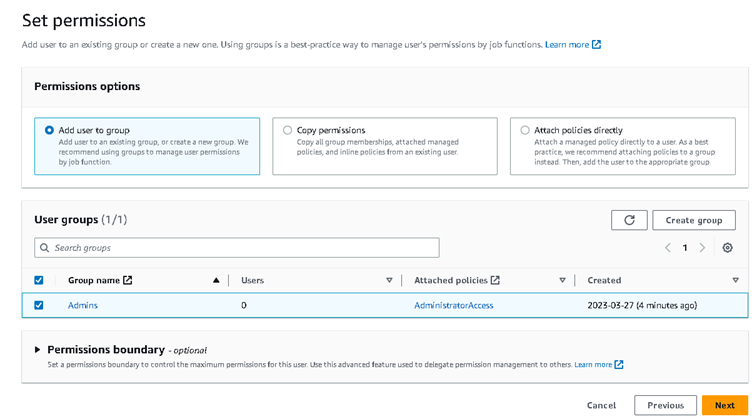 Set permissions
Add user to an existing group or create a new one. Using groups is a best-practice way to manage user's permissions by job functions. Learn more
Permissions options
Add user to group
Add user to an existing group, or create a new group. We
recommend using groups to manage user permissions
by job function.
Copy permissions
Copy all group memberships, attached managed
policies, and inline policies from an existing user.
Attach policies directly
Attach a managed policy directly to a user. As a best
practice, we recommend attaching policies to a group
instead. Then, add the user to the appropriate group.
User groups (1/1)
Create group
Search groups
1
Group name Users Attached policies Created
Admins 0 AdministratorAccess 2023-03-27 (4 minutes ago)
Permissions boundary - optional
Set a permissions boundary to control the maximum permissions for this user. Use this advanced feature used to delegate permission management to others. Learn more
Cancel Previous Next